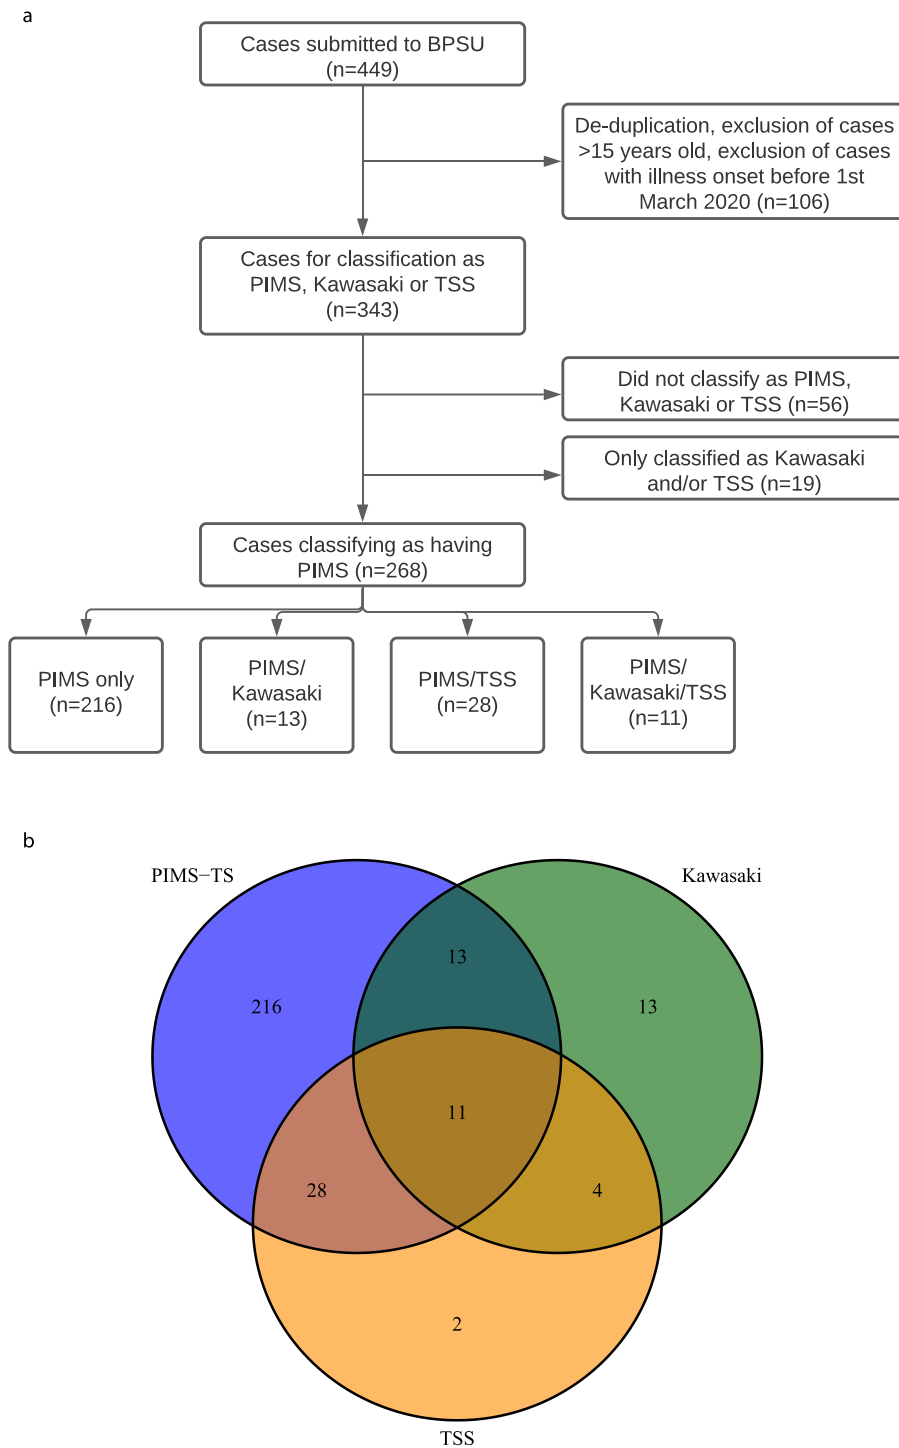 a
Cases submitted to BPSU
(n=449)
De-duplication, exclusion of cases
>15 years old, exclusion of cases
with illness onset before 1st
March 2020 (n=106)
Cases for classification as
PIMS, Kawasaki or TSS
(n=343)
Did not classify as PIMS,
Kawasaki or TSS (n=56)
Only classified as Kawasaki
and/or TSS (n=19)
Cases classifying as having
PIMS (n=268)
PIMS only
(n=216)
PIMS/
Kawasaki
(n=13)
PIMS/TSS
(n=28)
PIMS/
Kawasaki/TSS
(n=11)
b
PIMS−TS
Kawasaki
13
216
13
11
28
4
2
TSS